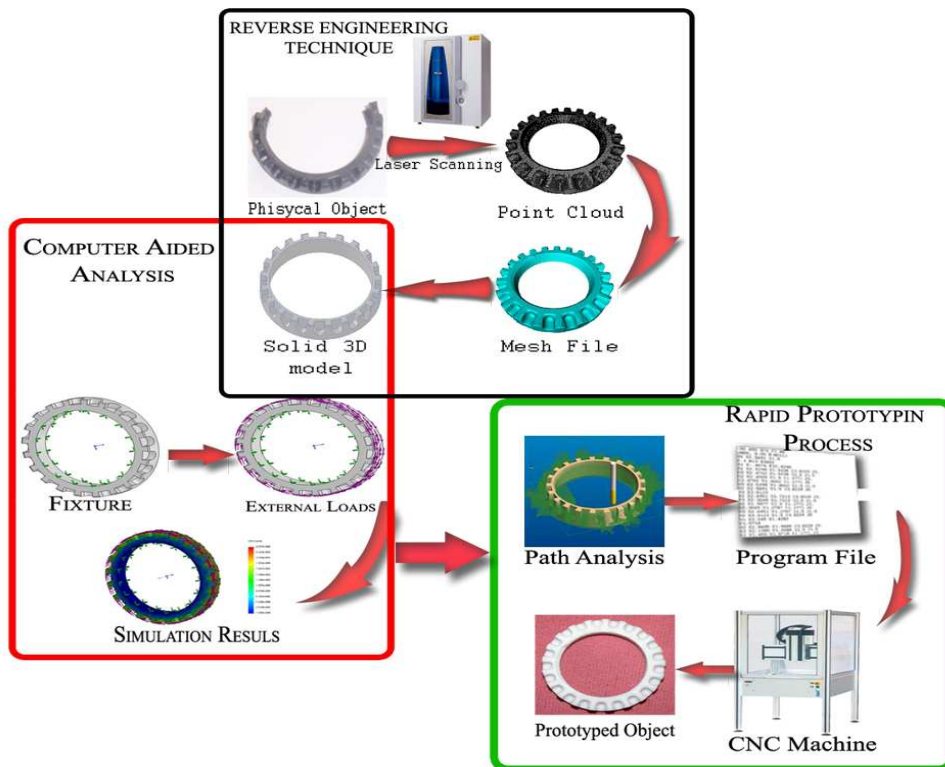 REVERSE ENGINEERING
TECHNIQUE
Laser Scanning
Phisycal Object
Point Cloud
Mesh File
Solid 3D
model
COMPUTER AIDED
ANALYSIS
FIXTURE
EXTERNAL LOADS
SIMULATION RESULS
RAPID PROTOTYPIN
PROCESS
Path Analysis
Program File
CNC Machine
Prototyped Object